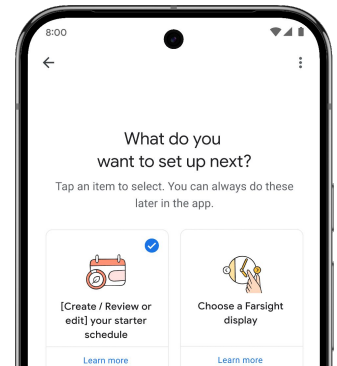 8:00
What do you
want to set up next?
Tap an item to select. You can always do these
later in the app.
[Create / Review or
edit] your starter
schedule
Learn more
Choose a Farsight
display
Learn more